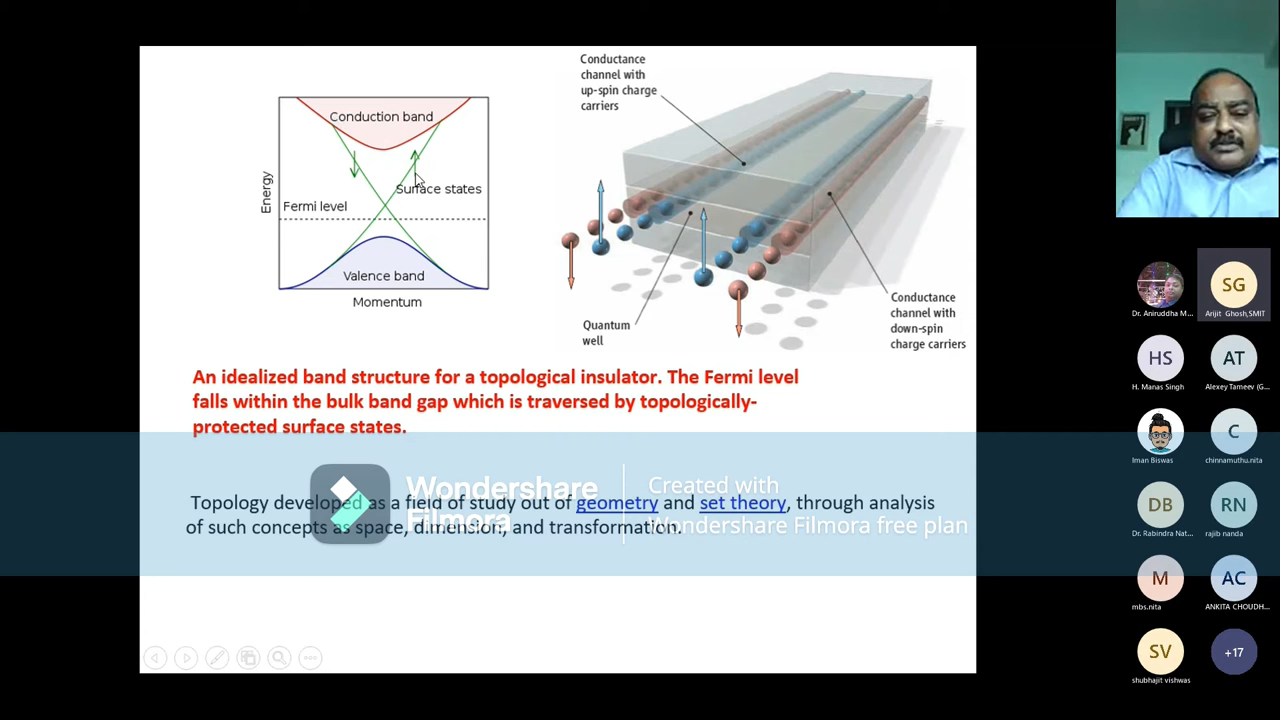 Conduction band
Surface states
Fermi level
Valence band
Energy
Momentum
Conductance
channel with
up-spin charge
carriers
Quantum
well
Conductance
channel with
down-spin
charge carriers
An idealized band structure for a topological insulator. The Fermi level
falls within the bulk band gap which is traversed by topologically-
protected surface states.
Topology developed as a field of study out of geometry and set theory, through analysis
of such concepts as space, dimension, and transformation.
Wondershare
Filmora
Created with
Wondershare Filmora free plan
Dr. Aniruddha M...
SG
Arijit Ghosh,SMIT
HS
H. Manas Singh
AT
Alexey Tameev (G...
Iman Biswas
C
chinnamuthu.nita
DB
Dr. Rabindra Nat...
RN
rajib nanda
M
mbs.nita
AC
ANKITA CHOUDH...
SV
shubhajit vishwas
+17